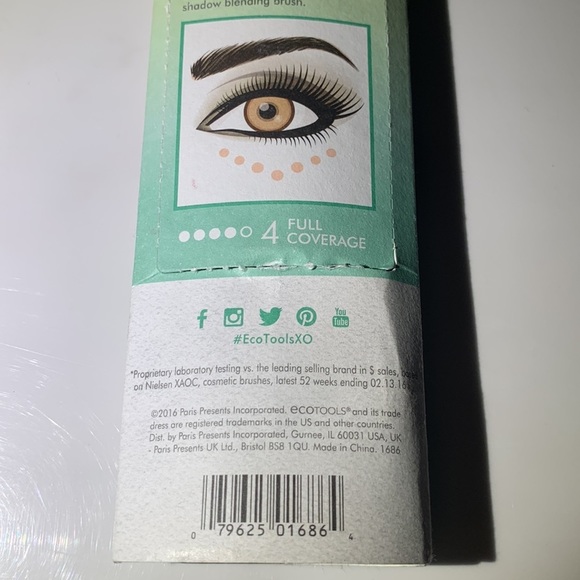 shadow blending brush.
4 FULL
COVERAGE
You
Tube
#EcoToolsXO
*Proprietary laboratory testing vs. the leading selling brand in $ sales,
on Nielsen XAOC, cosmetic brushes, latest 52 weeks ending 02.13.16
©2016 Paris Presents Incorporated. ecoTOOLS® and its trade
dress are registered trademarks in the US and other countries.
Dist. by Paris Presents Incorporated, Gurnee, IL 60031 USA, UK
- Paris Presents UK Ltd., Bristol BS8 1QU. Made in China. 1686
0 79625 01686 4